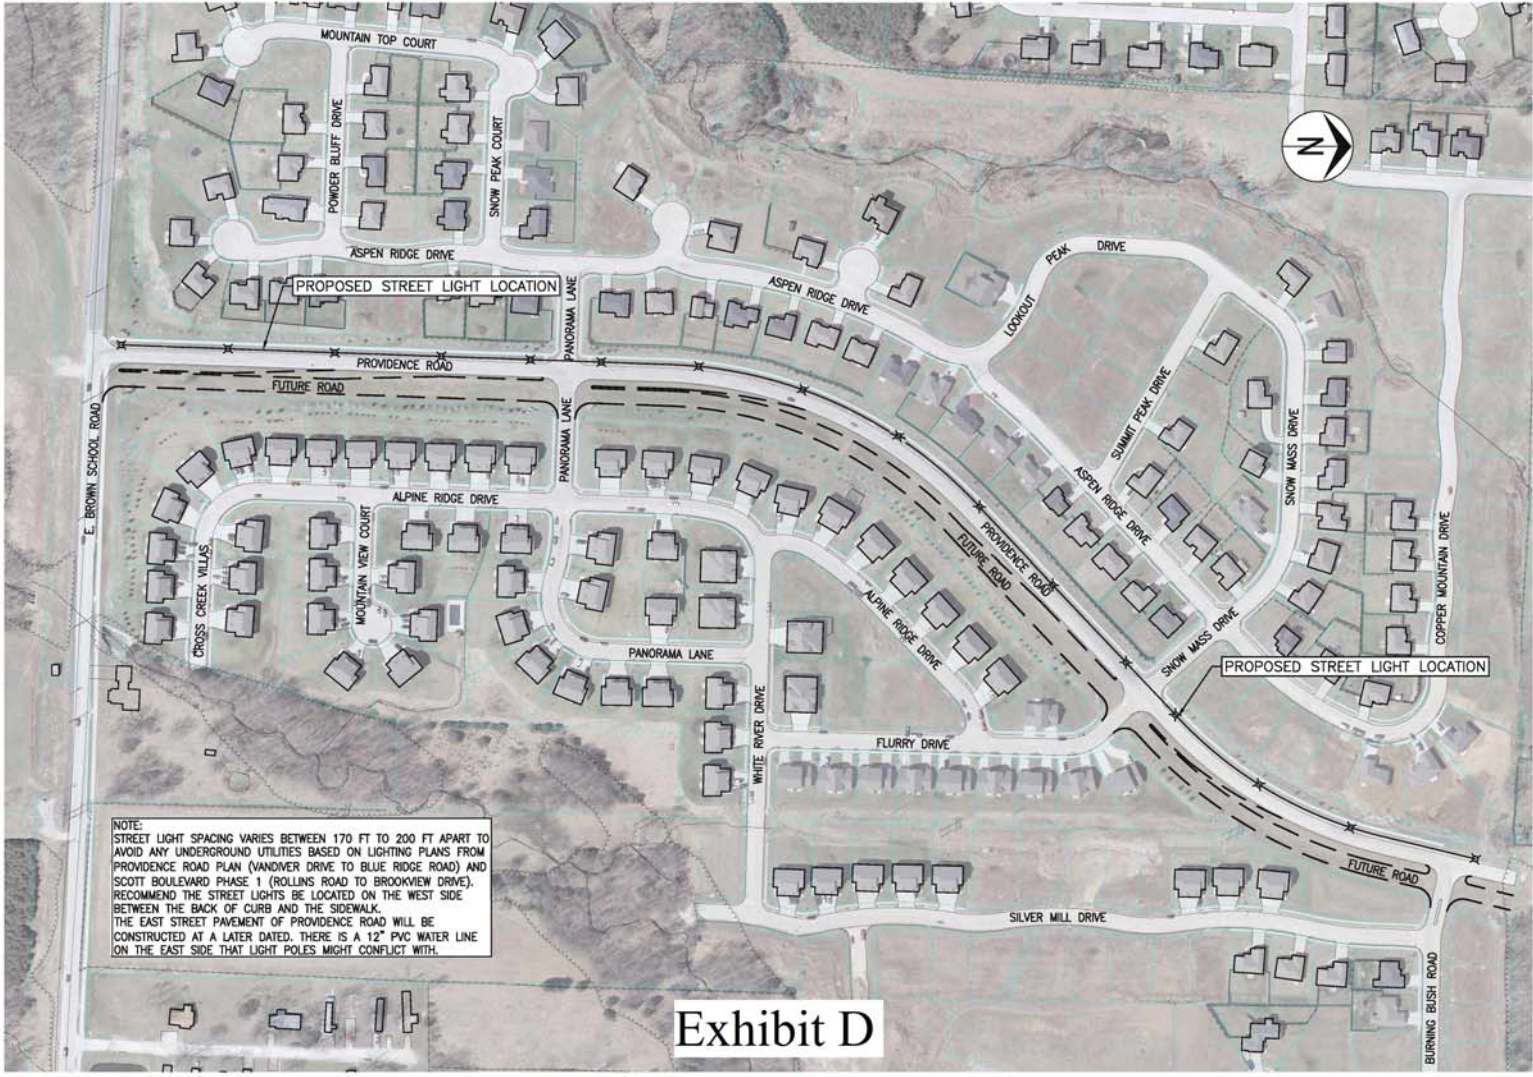 MOUNTAIN TOP COURT
POWDER BLUFF DRIVE
SNOW PEAK COURT
N
ASPEN RIDGE DRIVE
PROPOSED STREET LIGHT LOCATION
PANORAMA LANE
ASPEN RIDGE DRIVE
LOOKOUT
PEAK
DRIVE
PROVIDENCE ROAD
FUTURE ROAD
SUMMIT PEAK DRIVE
SNOW MASS DRIVE
E. BROWN SCHOOL ROAD
PANORAMA LANE
ALPINE RIDGE DRIVE
ASPEN RIDGE DRIVE
PROVIDENCE ROAD
FUTURE ROAD
COPPER MOUNTAIN DRIVE
CROSS CREEK VILLAS
MOUNTAIN VIEW COURT
ALPINE RIDGE DRIVE
SNOW MASS DRIVE
PANORAMA LANE
PROPOSED STREET LIGHT LOCATION
WHITE RIVER DRIVE
FLURRY DRIVE
NOTE:
STREET LIGHT SPACING VARIES BETWEEN 170 FT TO 200 FT APART TO
AVOID ANY UNDERGROUND UTILITIES BASED ON LIGHTING PLANS FROM
PROVIDENCE ROAD PLAN (VANDIVER DRIVE TO BLUE RIDGE ROAD) AND
SCOTT BOULEVARD PHASE 1 (ROLLINS ROAD TO BROOKVIEW DRIVE).
RECOMMEND THE STREET LIGHTS BE LOCATED ON THE WEST SIDE
BETWEEN THE BACK OF CURB AND THE SIDEWALK.
THE EAST STREET PAVEMENT OF PROVIDENCE ROAD WILL BE
CONSTRUCTED AT A LATER DATED. THERE IS A 12" PVC WATER LINE
ON THE EAST SIDE THAT LIGHT POLES MIGHT CONFLICT WITH.
FUTURE ROAD
SILVER MILL DRIVE
BURNING BUSH ROAD
Exhibit D